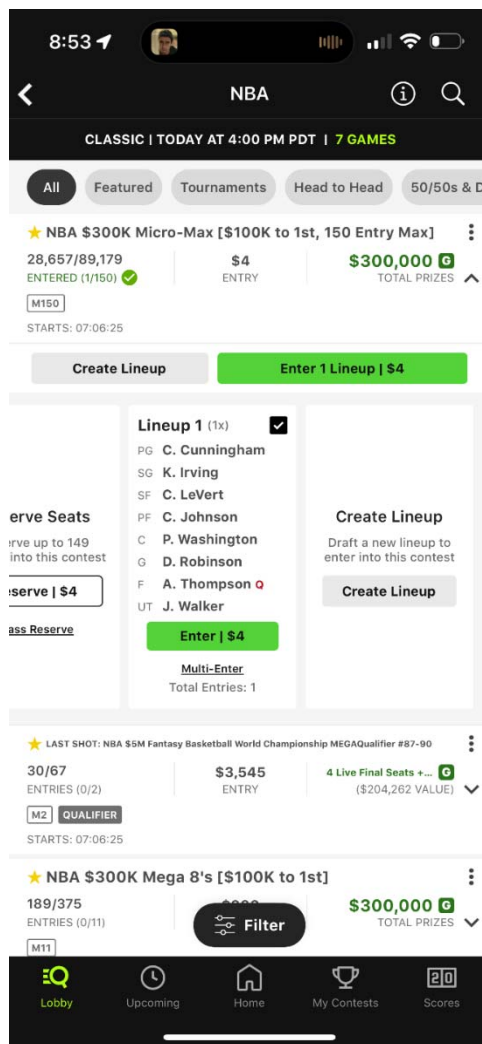 8:53
NBA
CLASSIC | TODAY AT 4:00 PM PDT | 7 GAMES
All Featured Tournaments Head to Head 50/50s & D
NBA $300K Micro-Max [$100K to 1st, 150 Entry Max]
28,657/89,179 $4 $300,000 G
ENTERED (1/150) ENTRY TOTAL PRIZES
M150
STARTS: 07:06:25
Create Lineup Enter 1 Lineup | $4
erve Seats
erve up to 149
into this contest
eserve | $4
ass Reserve
Lineup 1 (1x)
PG C. Cunningham
SG K. Irving
SF C. LeVert
PF C. Johnson
C P. Washington
G D. Robinson
F A. Thompson Q
UT J. Walker
Enter | $4
Multi-Enter
Total Entries: 1
Create Lineup
Draft a new lineup to
enter into this contest
Create Lineup
LAST SHOT: NBA $5M Fantasy Basketball World Championship MEGAQualifier #87-90
30/67 $3,545 4 Live Final Seats +... G
ENTRIES (0/2) ENTRY ($204,262 VALUE)
M2 QUALIFIER
STARTS: 07:06:25
NBA $300K Mega 8's [$100K to 1st]
189/375 $300,000 G
ENTRIES (0/11) TOTAL PRIZES
Filter
M11
Lobby Upcoming Home My Contests Scores